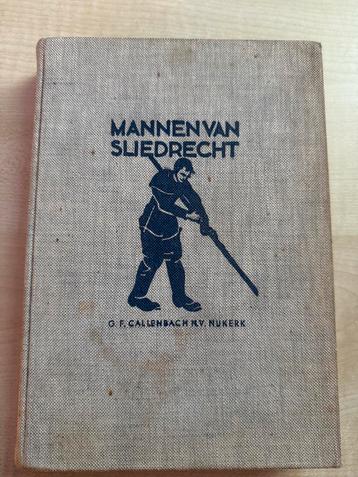 MANNEN VAN
SLIEDRECHT
G. F. CALLENBACH N.V. NIJKERK